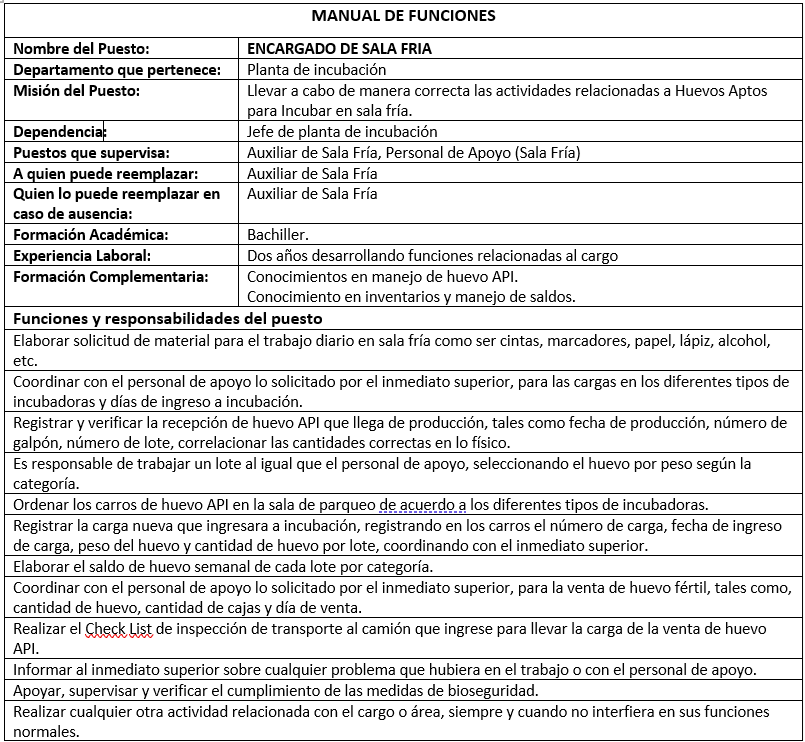 MANUAL DE FUNCIONES
Nombre del Puesto: ENCARGADO DE SALA FRIA
Departamento que pertenece: Planta de incubación
Misión del Puesto: Llevar a cabo de manera correcta las actividades relacionadas a Huevos Aptos
para Incubar en sala fría.
Dependencia: Jefe de planta de incubación
Puestos que supervisa: Auxiliar de Sala Fría, Personal de Apoyo (Sala Fría)
A quien puede reemplazar: Auxiliar de Sala Fría
Quien lo puede reemplazar en Auxiliar de Sala Fría
caso de ausencia:
Formación Académica: Bachiller.
Experiencia Laboral: Dos años desarrollando funciones relacionadas al cargo
Formación Complementaria: Conocimientos en manejo de huevo API.
Conocimiento en inventarios y manejo de saldos.
Funciones y responsabilidades del puesto
Elaborar solicitud de material para el trabajo diario en sala fría como ser cintas, marcadores, papel, lápiz, alcohol,
etc.
Coordinar con el personal de apoyo lo solicitado por el inmediato superior, para las cargas en los diferentes tipos de
incubadoras y días de ingreso a incubación.
Registrar y verificar la recepción de huevo API que llega de producción, tales como fecha de producción, número de
galpón, número de lote, correlacionar las cantidades correctas en lo físico.
Es responsable de trabajar un lote al igual que el personal de apoyo, seleccionando el huevo por peso según la
categoría.
Ordenar los carros de huevo API en la sala de parqueo de acuerdo a los diferentes tipos de incubadoras.
Registrar la carga nueva que ingresara a incubación, registrando en los carros el número de carga, fecha de ingreso
de carga, peso del huevo y cantidad de huevo por lote, coordinando con el inmediato superior.
Elaborar el saldo de huevo semanal de cada lote por categoría.
Coordinar con el personal de apoyo lo solicitado por el inmediato superior, para la venta de huevo fértil, tales como,
cantidad de huevo, cantidad de cajas y día de venta.
Realizar el Check List de inspección de transporte al camión que ingrese para llevar la carga de la venta de huevo
API.
Informar al inmediato superior sobre cualquier problema que hubiera en el trabajo o con el personal de apoyo.
Apoyar, supervisar y verificar el cumplimiento de las medidas de bioseguridad.
Realizar cualquier otra actividad relacionada con el cargo o área, siempre y cuando no interfiera en sus funciones
normales.